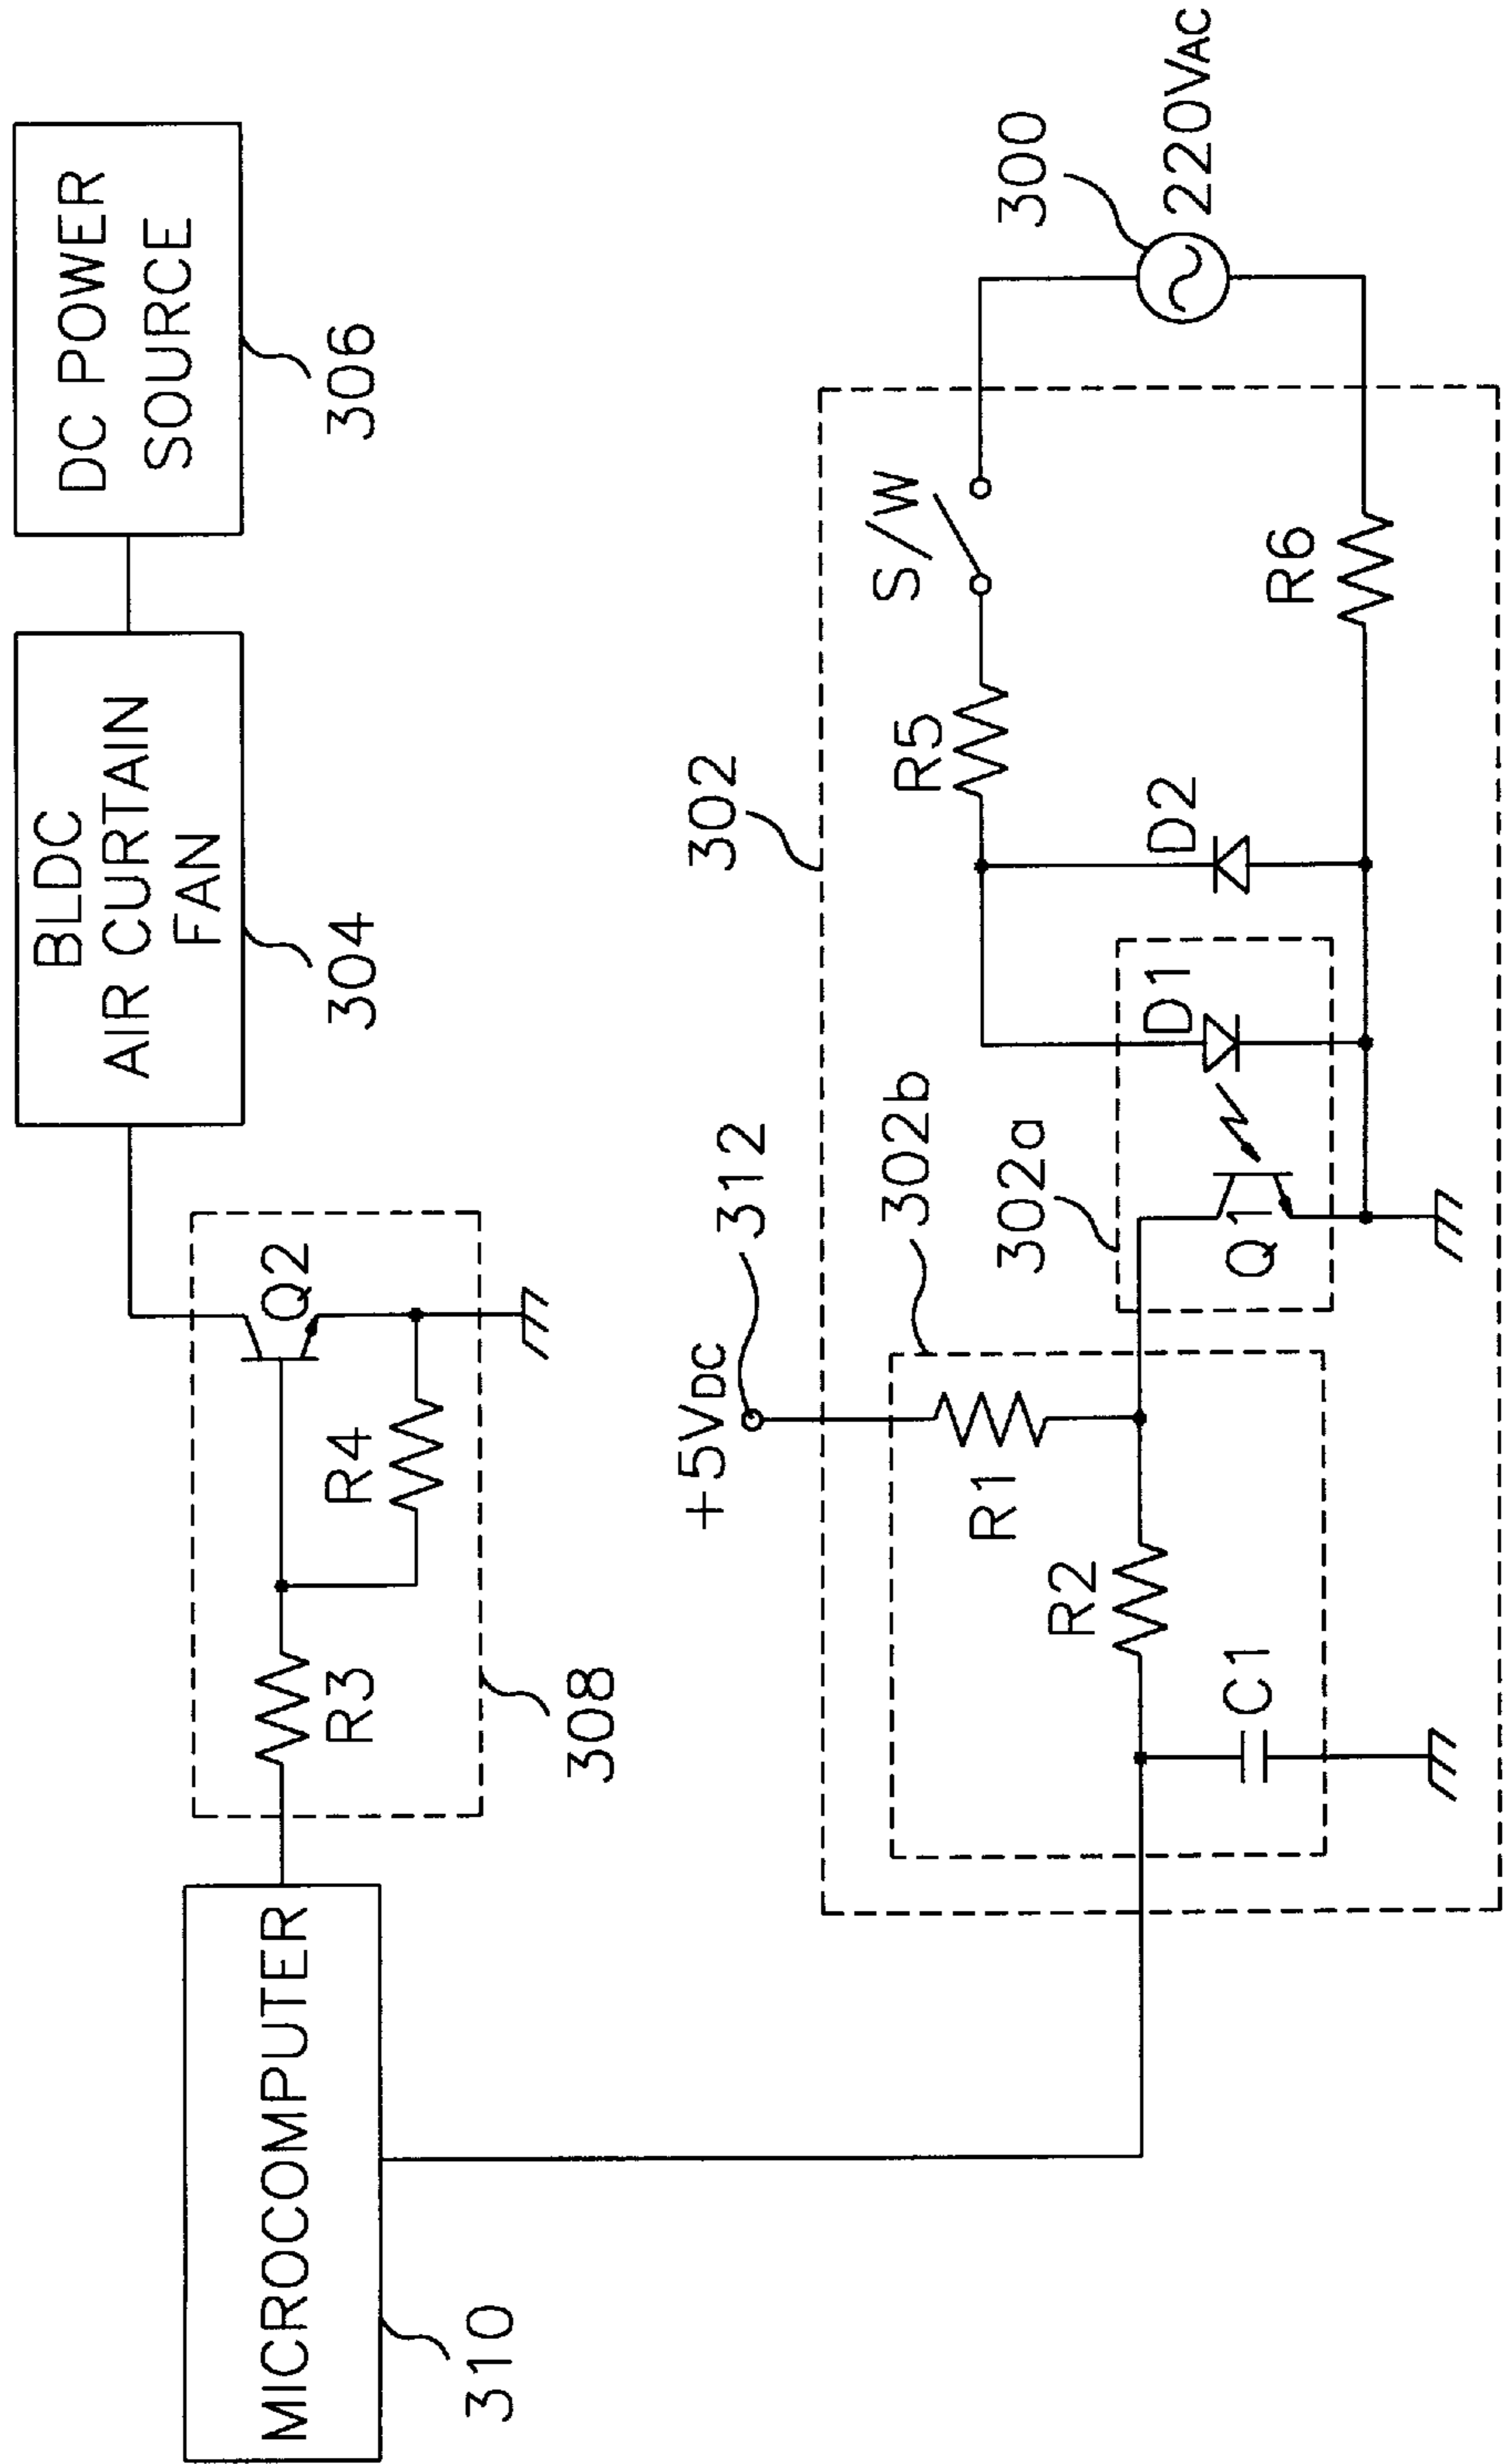 MICROCOMPUTER
310
R3
R4
Q2
308
BLDC
AIR CURTAIN
FAN
304
DC POWER
SOURCE
306
+5VDC
312
302
302b
302a
R1
R2
C1
Q1
D1
D2
R5
S/W
R6
300
220VAC